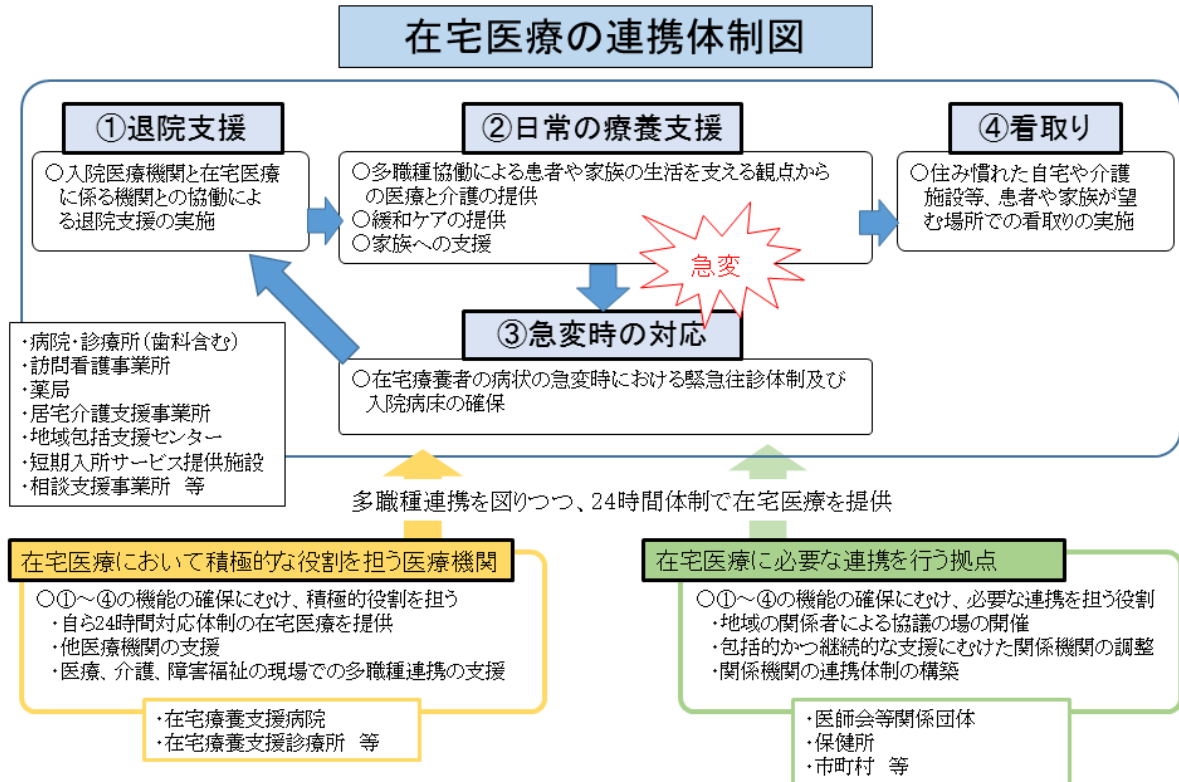 在宅医療の連携体制図
①退院支援
○入院医療機関と在宅医療
に係る機関との協働によ
る退院支援の実施
②日常の療養支援
○多職種協働による患者や家族の生活を支える観点から
の医療と介護の提供
○緩和ケアの提供
○家族への支援
④看取り
○住み慣れた自宅や介護
施設等、患者や家族が望
む場所での看取りの実施
急変
③急変時の対応
○在宅療養者の病状の急変時における緊急往診体制及び
入院病床の確保
・病院・診療所(歯科含む)
・訪問看護事業所
・薬局
・居宅介護支援事業所
・地域包括支援センター
・短期入所サービス提供施設
・相談支援事業所 等
多職種連携を図りつつ、24時間体制で在宅医療を提供
在宅医療において積極的な役割を担う医療機関
○①~④の機能の確保にむけ、積極的役割を担う
・自ら24時間対応体制の在宅医療を提供
・他医療機関の支援
・医療、介護、障害福祉の現場での多職種連携の支援
・在宅療養支援病院
・在宅療養支援診療所 等
在宅医療に必要な連携を行う拠点
○①~④の機能の確保にむけ、必要な連携を担う役割
・地域の関係者による協議の場の開催
・包括的かつ継続的な支援にむけた関係機関の調整
・関係機関の連携体制の構築
・医師会等関係団体
・保健所
・市町村 等